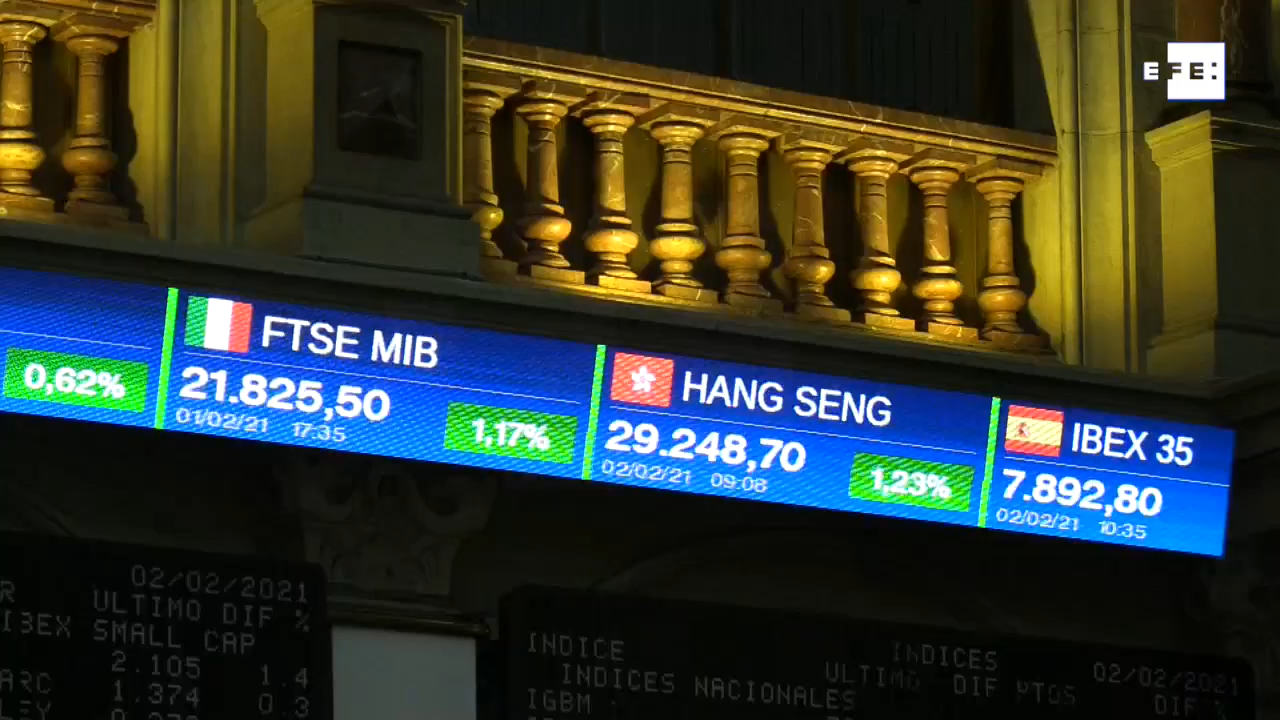 EFE:
0,62%
FTSE MIB
21.825,50
01/02/21 17:35
1,17%
HANG SENG
29.248,70
02/02/21 09:08
1,23%
IBEX 35
7.892,80
02/02/21 10:35
02/02/2021
R ULTIMO DIF %
IBEX SMALL CAP
2.105 1.4
ARC 1.374 0.3
INDICE INDICES 02/02/2021
INDICES NACIONALES ULTIMO DIF PTOS DIF %
IGBM